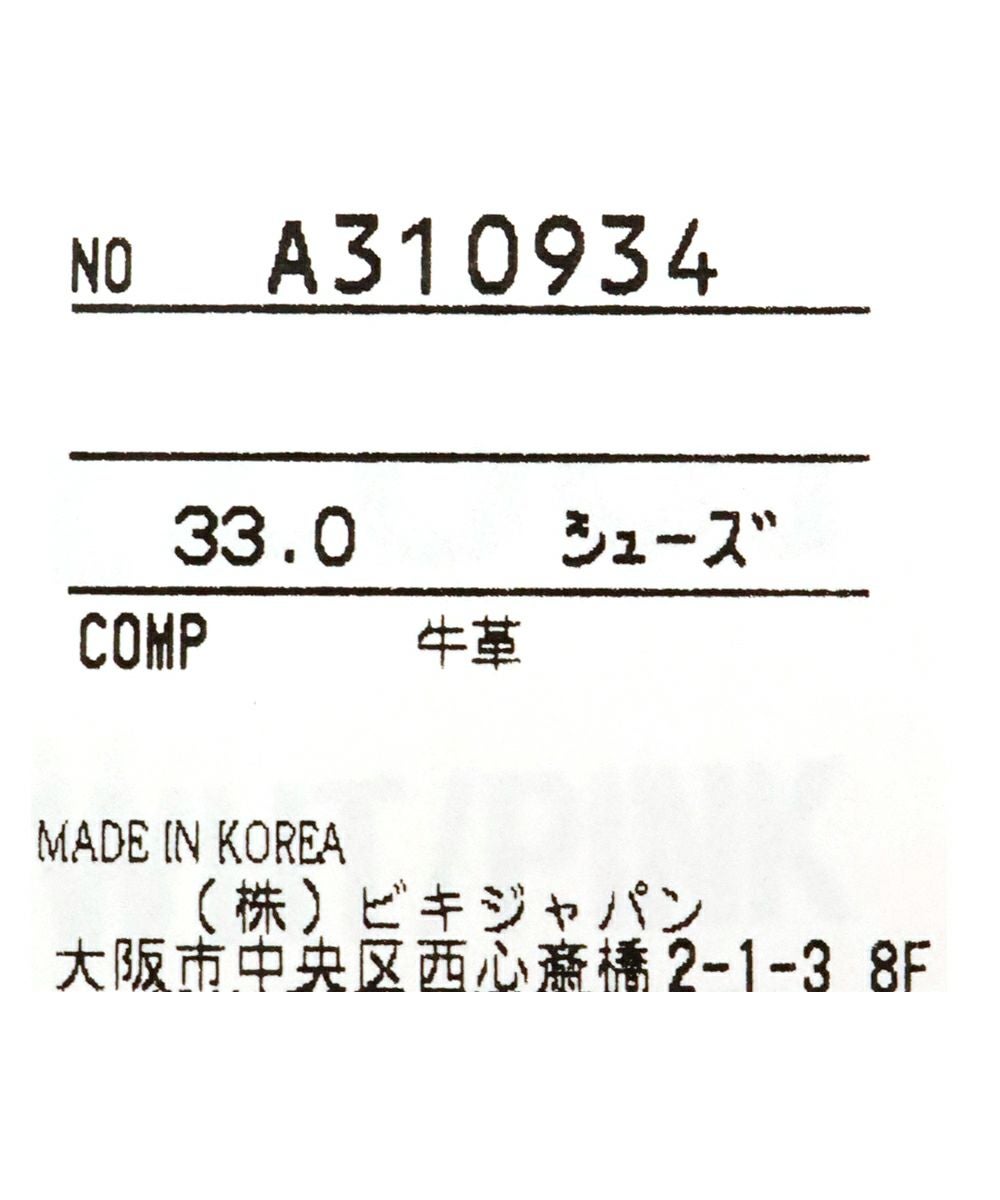 NO A310934
33.0 シューズ
COMP 牛革
MADE IN KOREA
(株)ビキジャパン
大阪市中央区西心斎橋2-1-3 8F